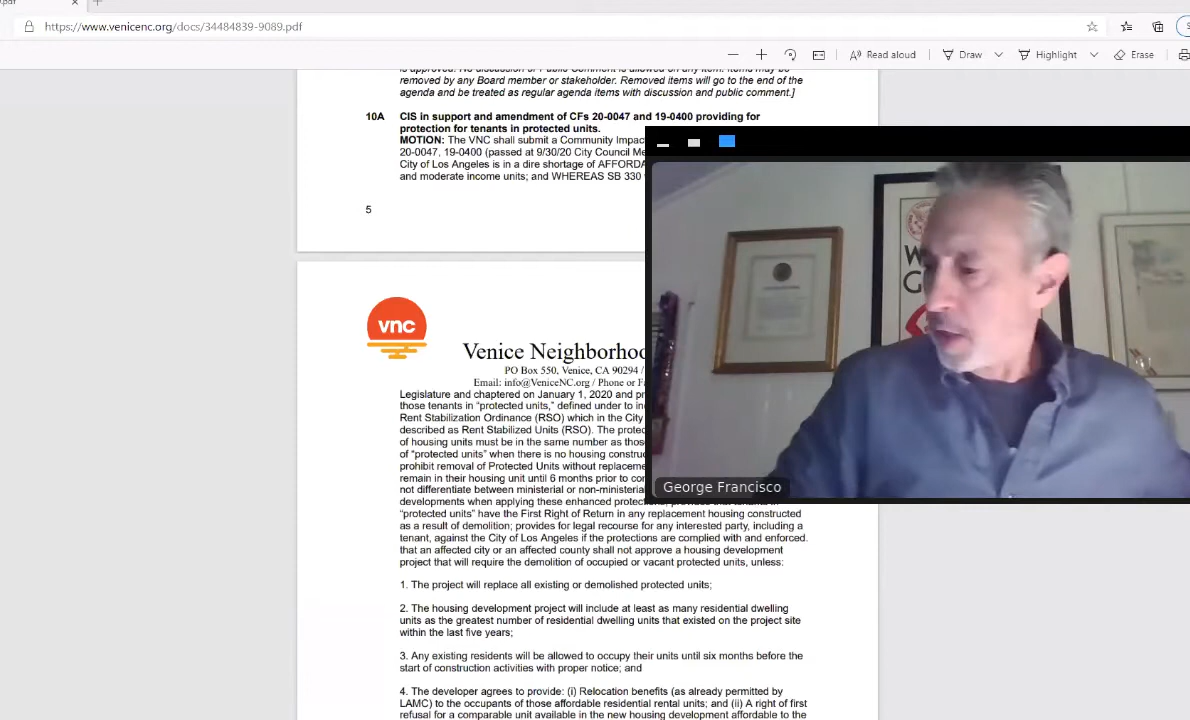 .pdf
https://www.venicenc.org/docs/34484839-9089.pdf
Read aloud
Draw
Highlight
Erase
is approved. No discussion or Public Comment is allowed on any item. Items may be
removed by any Board member or stakeholder. Removed items will go to the end of the
agenda and be treated as regular agenda items with discussion and public comment.]
10A CIS in support and amendment of CFs 20-0047 and 19-0400 providing for
protection for tenants in protected units.
MOTION: The VNC shall submit a Community Impac
20-0047, 19-0400 (passed at 9/30/20 City Council Me
City of Los Angeles is in a dire shortage of AFFORDA
and moderate income units; and WHEREAS SB 330
5
vnc
Venice Neighborhoo
PO Box 550, Venice, CA 90294 /
Email: info@VeniceNC.org / Phone or Fa
Legislature and chaptered on January 1, 2020 and pr
those tenants in "protected units," defined under to in
Rent Stabilization Ordinance (RSO) which in the City
described as Rent Stabilized Units (RSO). The protec
of housing units must be in the same number as thos
of "protected units" when there is no housing construc
prohibit removal of Protected Units without replaceme
remain in their housing unit until 6 months prior to con
not differentiate between ministerial or non-ministerial
developments when applying these enhanced protec
"protected units" have the First Right of Return in any replacement housing constructed
as a result of demolition; provides for legal recourse for any interested party, including a
tenant, against the City of Los Angeles if the protections are complied with and enforced.
that an affected city or an affected county shall not approve a housing development
project that will require the demolition of occupied or vacant protected units, unless:
1. The project will replace all existing or demolished protected units;
2. The housing development project will include at least as many residential dwelling
units as the greatest number of residential dwelling units that existed on the project site
within the last five years;
3. Any existing residents will be allowed to occupy their units until six months before the
start of construction activities with proper notice; and
4. The developer agrees to provide: (i) Relocation benefits (as already permitted by
LAMC) to the occupants of those affordable residential rental units; and (ii) A right of first
refusal for a comparable unit available in the new housing development affordable to the
W
G
George Francisco